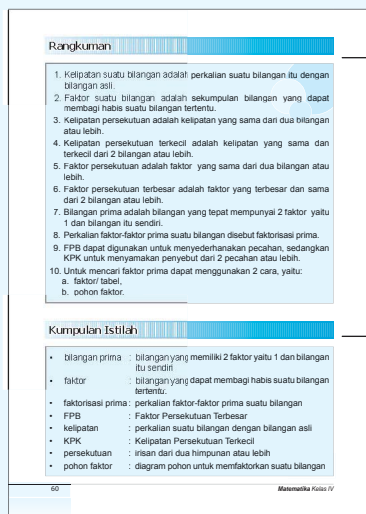 Rangkuman
1. Kelipatan suatu bilangan adalah perkalian suatu bilangan itu dengan
bilangan asli.
2. Faktor suatu bilangan adalah sekumpulan bilangan yang dapat
membagi habis suatu bilangan tertentu.
3. Kelipatan persekutuan adalah kelipatan yang sama dari dua bilangan
atau lebih.
4. Kelipatan persekutuan terkecil adalah kelipatan yang sama dan
terkecil dari 2 bilangan atau lebih.
5. Faktor persekutuan adalah faktor yang sama dari dua bilangan atau
lebih.
6. Faktor persekutuan terbesar adalah faktor yang terbesar dan sama
dari 2 bilangan atau lebih.
7. Bilangan prima adalah bilangan yang tepat mempunyai 2 faktor yaitu
1 dan bilangan itu sendiri.
8. Perkalian faktor-faktor prima suatu bilangan disebut faktorisasi prima.
9. FPB dapat digunakan untuk menyederhanakan pecahan, sedangkan
KPK untuk menyamakan penyebut dari 2 pecahan atau lebih.
10. Untuk mencari faktor prima dapat menggunakan 2 cara, yaitu:
a. faktor/ tabel,
b. pohon faktor.
Kumpulan Istilah
• bilangan prima : bilangan yang memiliki 2 faktor yaitu 1 dan bilangan
itu sendiri
• faktor : bilangan yang dapat membagi habis suatu bilangan
tertentu.
• faktorisasi prima : perkalian faktor-faktor prima suatu bilangan
• FPB : Faktor Persekutuan Terbesar
• kelipatan : perkalian suatu bilangan dengan bilangan asli
• KPK : Kelipatan Persekutuan Terkecil
• persekutuan : irisan dari dua himpunan atau lebih
• pohon faktor : diagram pohon untuk memfaktorkan suatu bilangan
60 Matematika Kelas IV